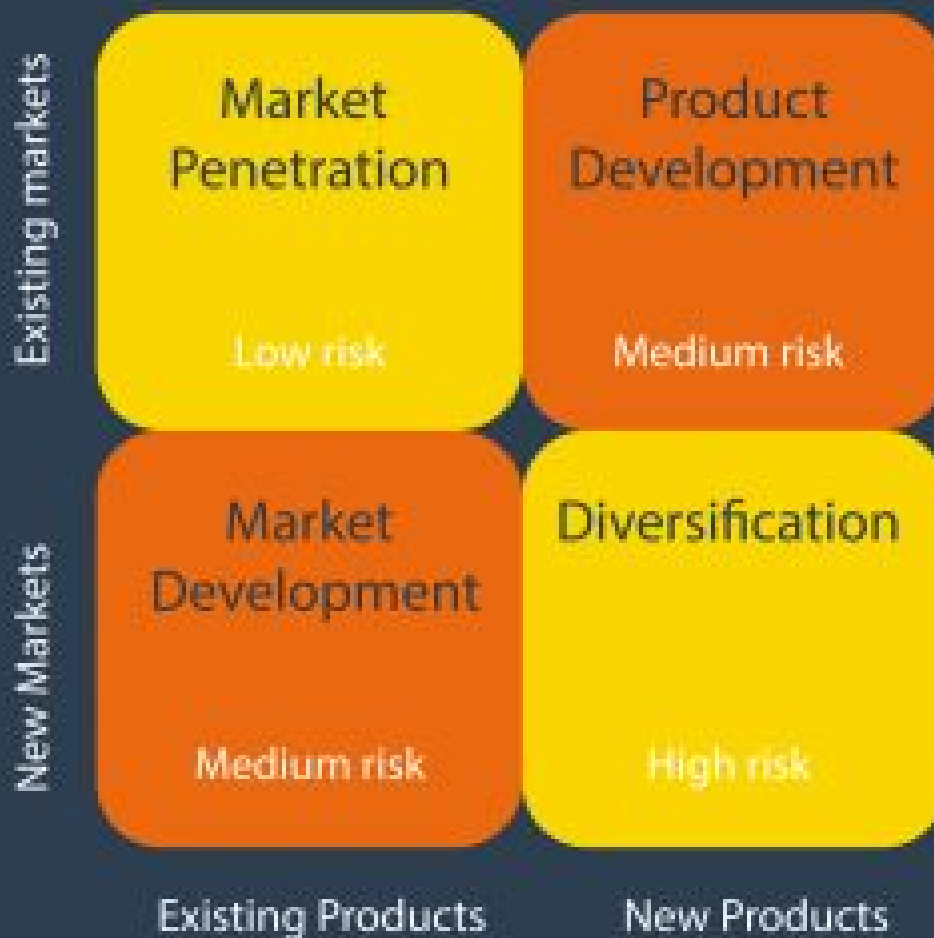 Existing markets
Market
Penetration
Low risk
Product
Development
Medium risk
New Markets
Market
Development
Medium risk
Diversification
High risk
Existing Products
New Products